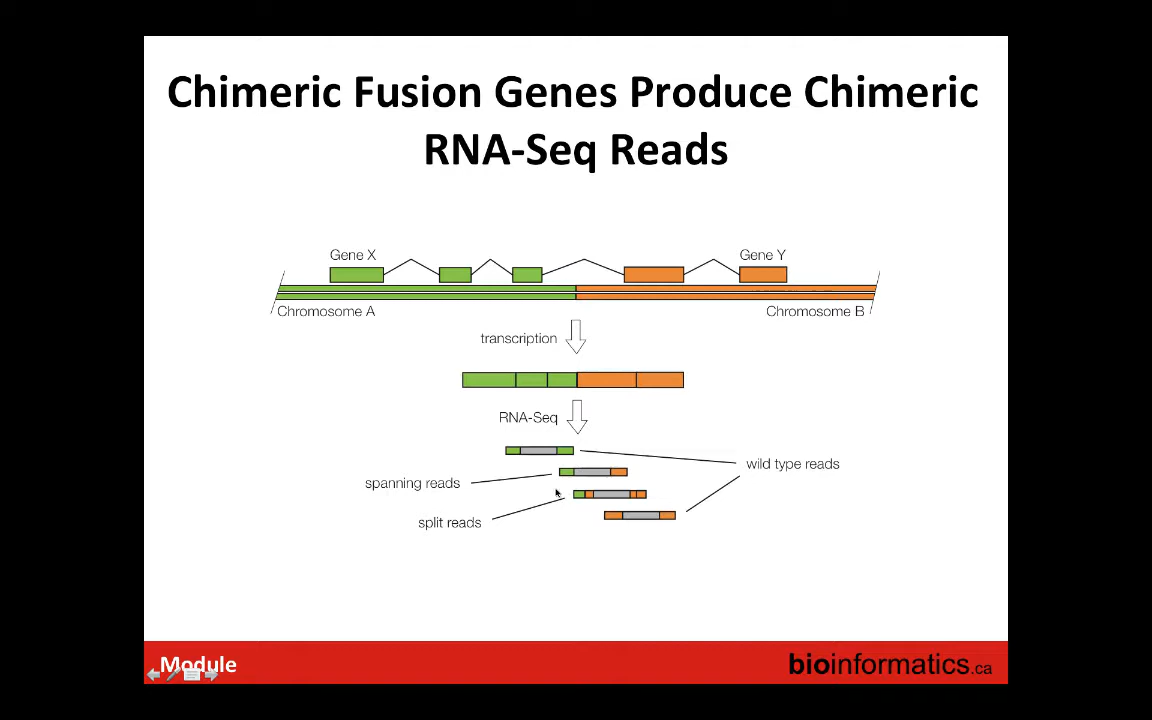 Chimeric Fusion Genes Produce Chimeric
RNA-Seq Reads
Gene X
Gene Y
Chromosome A
Chromosome B
transcription
RNA-Seq
wild type reads
spanning reads
split reads
Module
bioinformatics.ca